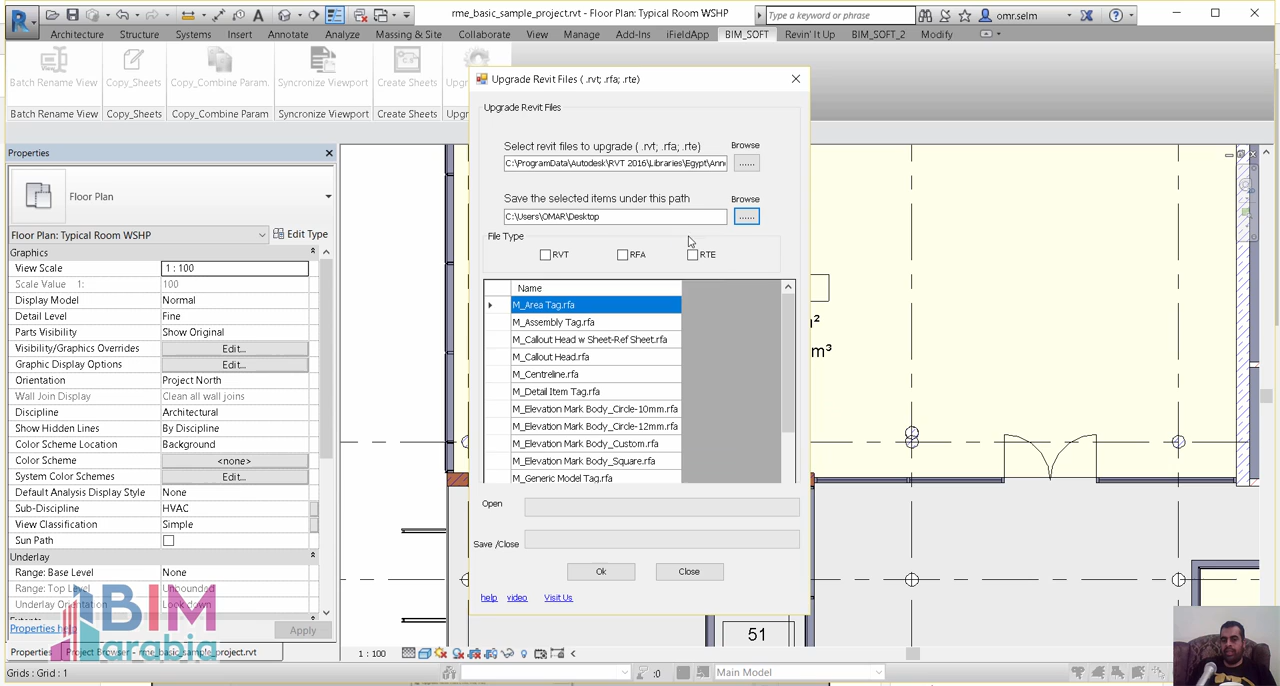 rme_basic_sample_project.rvt - Floor Plan: Typical Room WSHP
Type a keyword or phrase
omr.selm
Architecture Structure Systems Insert Annotate Analyze Massing & Site Collaborate View Manage Add-Ins iFieldApp BIM_SOFT Revin' It Up BIM_SOFT_2 Modify
Batch Rename View Copy_Sheets Copy_Combine Param. Syncronize Viewport Create Sheets
Batch Rename View Copy_Sheets Copy_Combine Param Syncronize Viewport Create Sheets
Upgrade Revit Files ( .rvt; .rfa; .rte)
Upgrade Revit Files
Select revit files to upgrade ( .rvt; .rfa; .rte)
Browse
C:\ProgramData\Autodesk\RVT 2016\Libraries\Egypt\Ann
......
Save the selected items under this path
Browse
C:\Users\OMAR\Desktop
......
File Type
RVT RFA RTE
Name
M_Area Tag.rfa
M_Assembly Tag.rfa
M_Callout Head w Sheet-Ref Sheet.rfa
M_Callout Head.rfa
M_Centreline.rfa
M_Detail Item Tag.rfa
M_Elevation Mark Body_Circle-10mm.rfa
M_Elevation Mark Body_Circle-12mm.rfa
M_Elevation Mark Body_Custom.rfa
M_Elevation Mark Body_Square.rfa
M_Generic Model Tag.rfa
Open
Save /Close
Ok Close
help video Visit Us
Properties
Floor Plan
Floor Plan: Typical Room WSHP
Edit Type
Graphics
View Scale 1 : 100
Scale Value 1: 100
Display Model Normal
Detail Level Fine
Parts Visibility Show Original
Visibility/Graphics Overrides Edit...
Graphic Display Options Edit...
Orientation Project North
Wall Join Display Clean all wall joins
Discipline Architectural
Show Hidden Lines By Discipline
Color Scheme Location Background
Color Scheme <none>
System Color Schemes Edit...
Default Analysis Display Style None
Sub-Discipline HVAC
View Classification Simple
Sun Path
Underlay
Range: Base Level None
Range: Top Level Unbounded
Underlay Orientation Look down
Properties help
Apply
Project Browser - rme_basic_sample_project.rvt
BIM
arabia
m³
51
1 : 100
Grids : Grid : 1
:0
Main Model